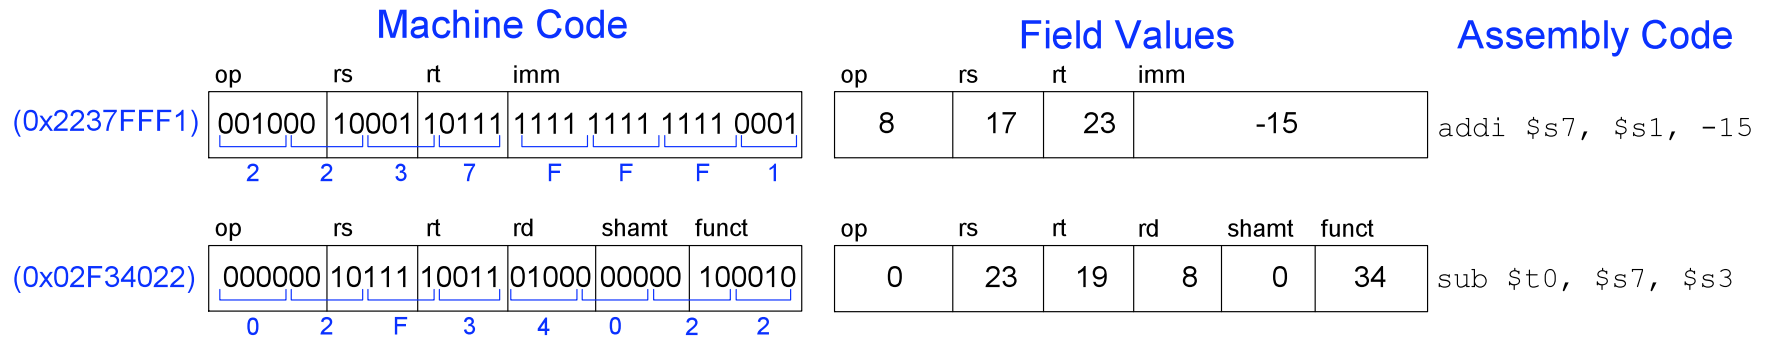 Machine Code Field Values Assembly Code
op rs rt imm op rs rt imm
(0x2237FFF1) 001000 10001 10111 1111 1111 1111 0001 8 17 23 -15 addi $s7, $s1, -15
2 2 3 7 F F F 1
op rs rt rd shamt funct op rs rt rd shamt funct
(0x02F34022) 000000 10111 10011 01000 00000 100010 0 23 19 8 0 34 sub $t0, $s7, $s3
0 2 F 3 4 0 2 2